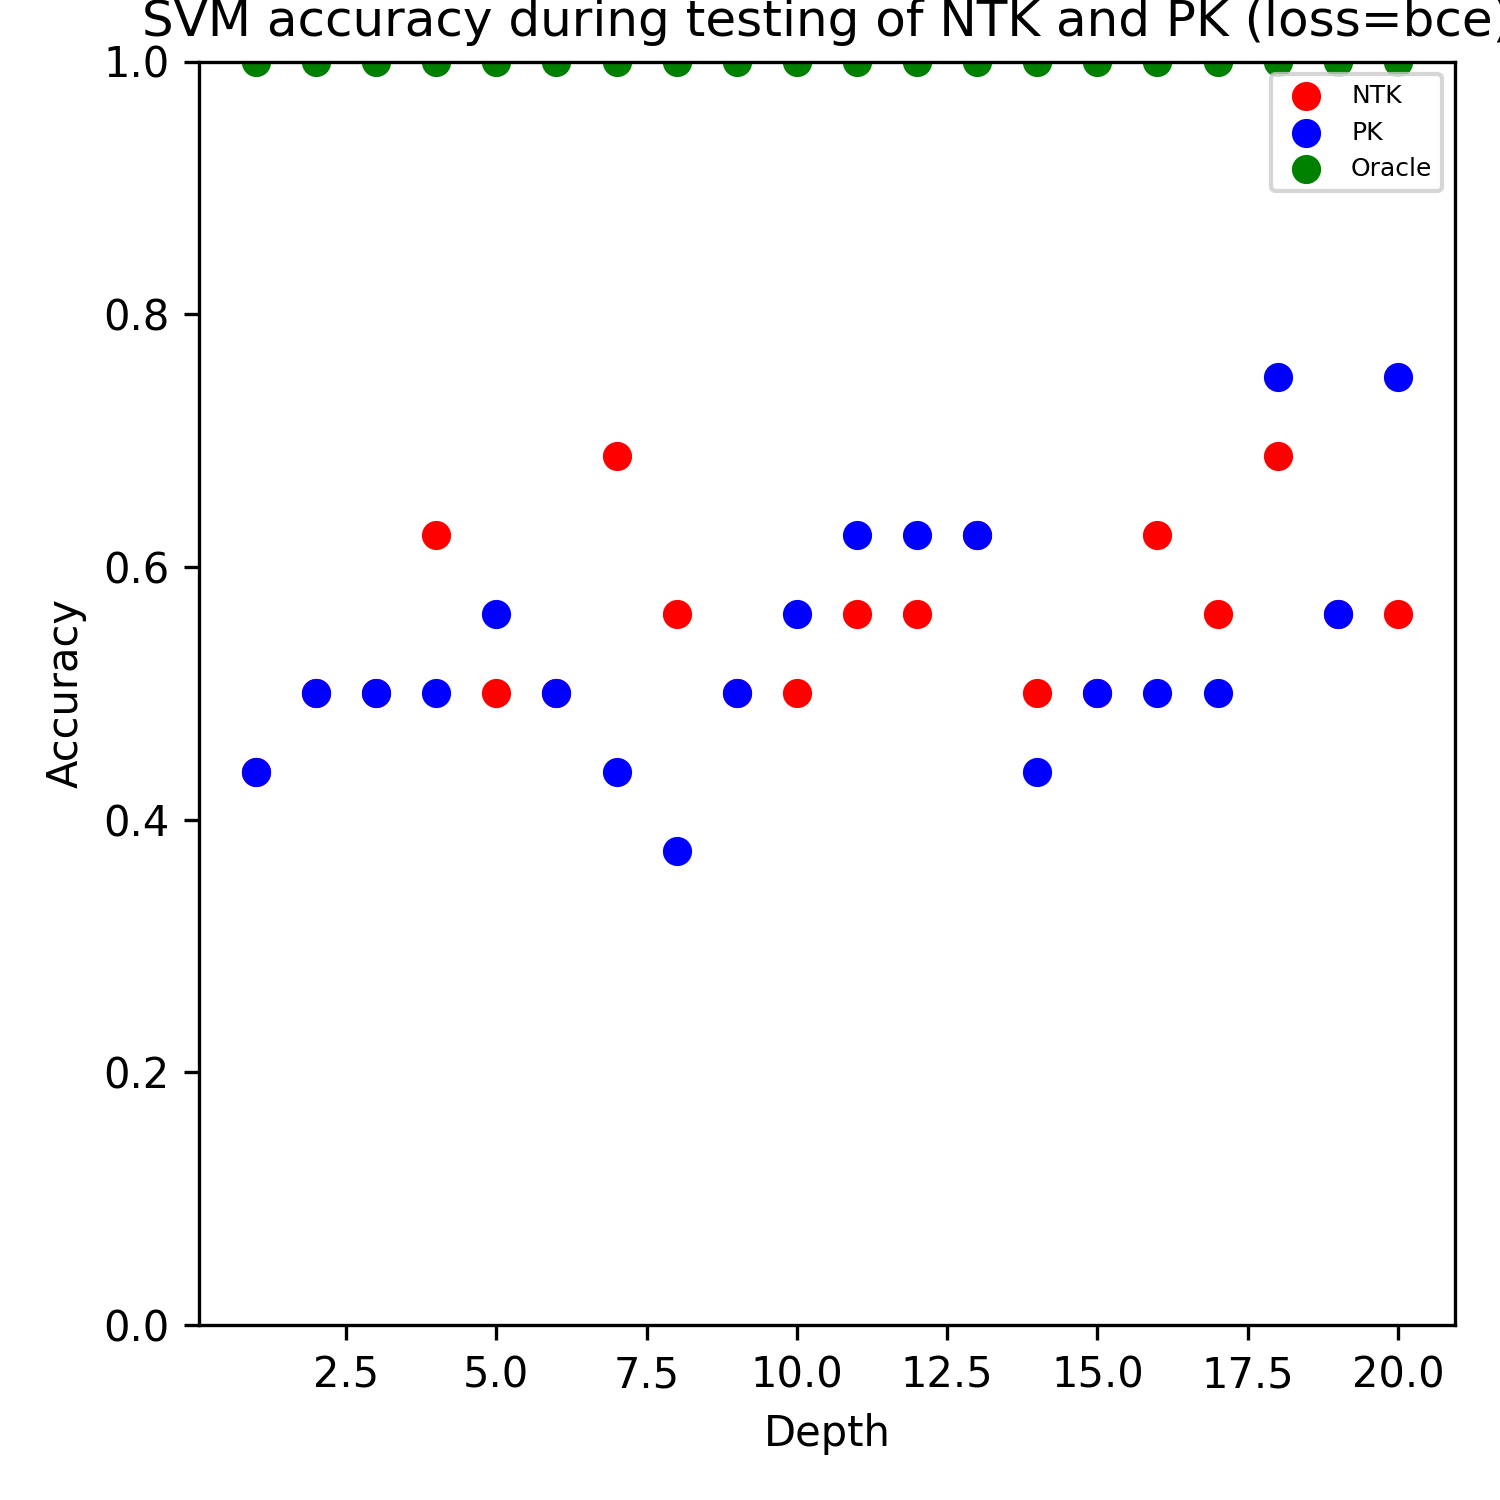 SVM accuracy during testing of NTK and PK (loss=bce)
1.0
0.8
0.6
0.4
0.2
0.0
Accuracy
NTK
PK
Oracle
2.5 5.0 7.5 10.0 12.5 15.0 17.5 20.0
Depth